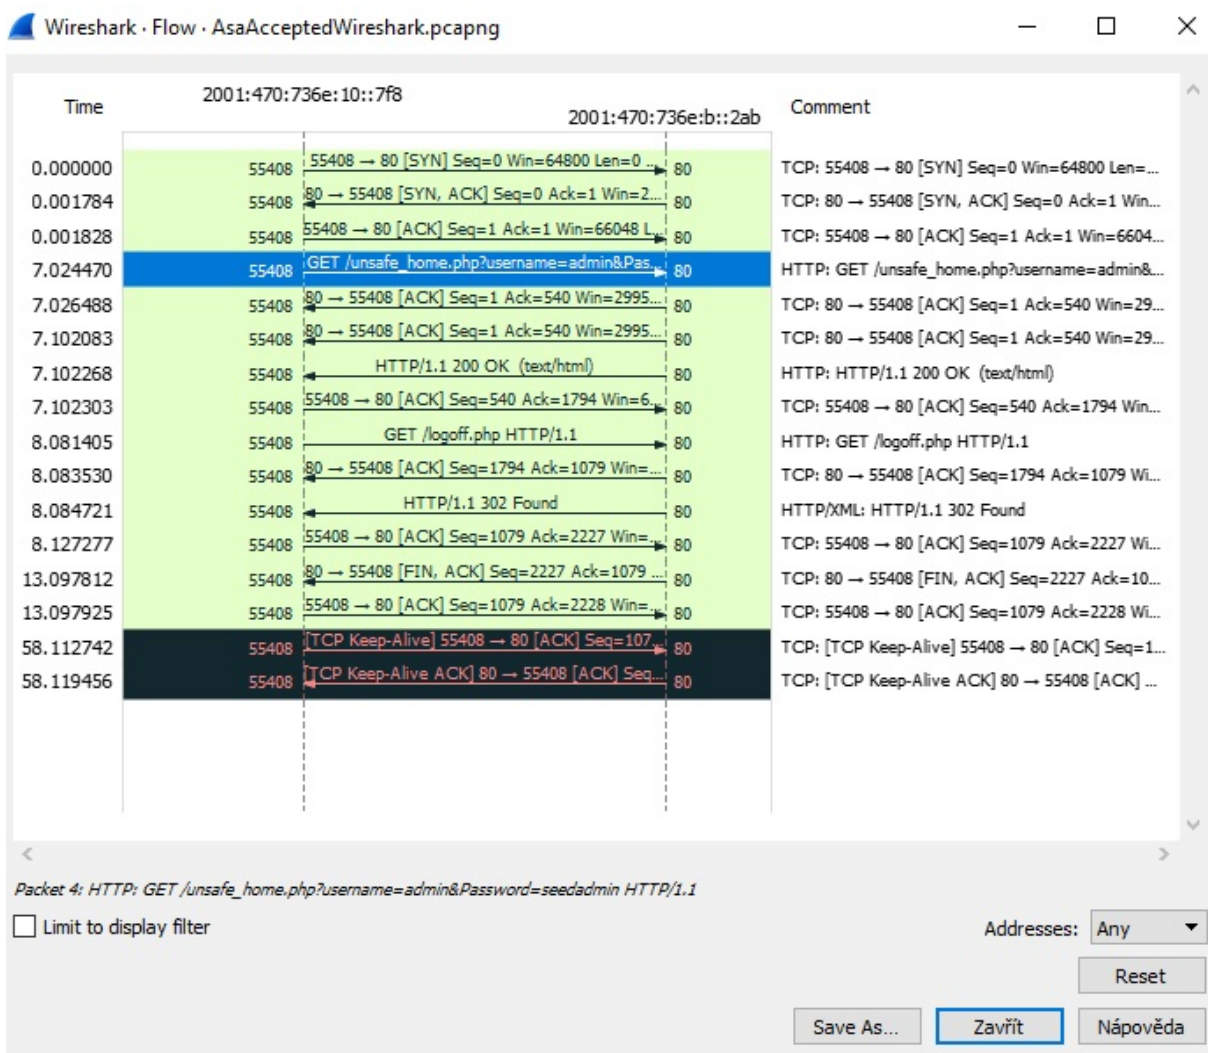 Wireshark · Flow · AsaAcceptedWireshark.pcapng
Time 2001:470:736e:10::7f8 2001:470:736e:b::2ab Comment
0.000000 55408 55408 → 80 [SYN] Seq=0 Win=64800 Len=0 ... 80 TCP: 55408 → 80 [SYN] Seq=0 Win=64800 Len=...
0.001784 55408 80 → 55408 [SYN, ACK] Seq=0 Ack=1 Win=2... 80 TCP: 80 → 55408 [SYN, ACK] Seq=0 Ack=1 Win...
0.001828 55408 55408 → 80 [ACK] Seq=1 Ack=1 Win=66048 L... 80 TCP: 55408 → 80 [ACK] Seq=1 Ack=1 Win=6604...
7.024470 55408 GET /unsafe_home.php?username=admin&Pas... 80 HTTP: GET /unsafe_home.php?username=admin&...
7.026488 55408 80 → 55408 [ACK] Seq=1 Ack=540 Win=2995... 80 TCP: 80 → 55408 [ACK] Seq=1 Ack=540 Win=29...
7.102083 55408 80 → 55408 [ACK] Seq=1 Ack=540 Win=2995... 80 TCP: 80 → 55408 [ACK] Seq=1 Ack=540 Win=29...
7.102268 55408 HTTP/1.1 200 OK (text/html) 80 HTTP: HTTP/1.1 200 OK (text/html)
7.102303 55408 55408 → 80 [ACK] Seq=540 Ack=1794 Win=6... 80 TCP: 55408 → 80 [ACK] Seq=540 Ack=1794 Win...
8.081405 55408 GET /logoff.php HTTP/1.1 80 HTTP: GET /logoff.php HTTP/1.1
8.083530 55408 80 → 55408 [ACK] Seq=1794 Ack=1079 Win=... 80 TCP: 80 → 55408 [ACK] Seq=1794 Ack=1079 Wi...
8.084721 55408 HTTP/1.1 302 Found 80 HTTP/XML: HTTP/1.1 302 Found
8.127277 55408 55408 → 80 [ACK] Seq=1079 Ack=2227 Win=... 80 TCP: 55408 → 80 [ACK] Seq=1079 Ack=2227 Wi...
13.097812 55408 80 → 55408 [FIN, ACK] Seq=2227 Ack=1079 ... 80 TCP: 80 → 55408 [FIN, ACK] Seq=2227 Ack=10...
13.097925 55408 55408 → 80 [ACK] Seq=1079 Ack=2228 Win=... 80 TCP: 55408 → 80 [ACK] Seq=1079 Ack=2228 Wi...
58.112742 55408 [TCP Keep-Alive] 55408 → 80 [ACK] Seq=107... 80 TCP: [TCP Keep-Alive] 55408 → 80 [ACK] Seq=1...
58.119456 55408 [TCP Keep-Alive ACK] 80 → 55408 [ACK] Seq... 80 TCP: [TCP Keep-Alive ACK] 80 → 55408 [ACK] ...
Packet 4: HTTP: GET /unsafe_home.php?username=admin&Password=seedadmin HTTP/1.1
Limit to display filter Addresses: Any
Reset
Save As... Zavřít Nápověda